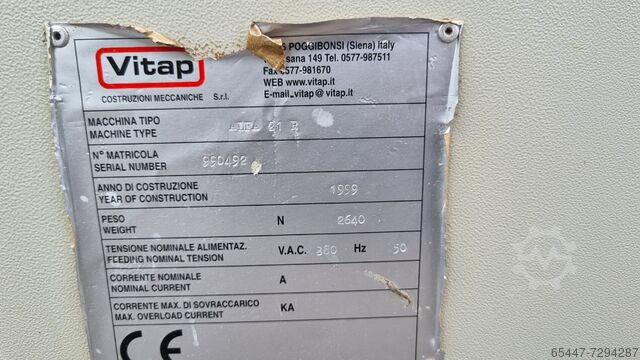 Vitap
COSTRUZIONI MECCANICHE S.r.l.
POGGIBONSI (Siena) Italy
149 Tel. 0577-987511
Fax 0577-981670
WEB www.vitap.it
E-mail vitap @ vitap.it
MACCHINA TIPO
MACHINE TYPE
ALFA 21 R
N° MATRICOLA
SERIAL NUMBER
990492
ANNO DI COSTRUZIONE
YEAR OF CONSTRUCTION
1999
PESO
WEIGHT
N 2640
TENSIONE NOMINALE ALIMENTAZ.
FEEDING NOMINAL TENSION
V.A.C. 380 Hz 50
CORRENTE NOMINALE
NOMINAL CURRENT
A
CORRENTE MAX. DI SOVRACCARICO
MAX. OVERLOAD CURRENT
KA
CE
65447-7294287